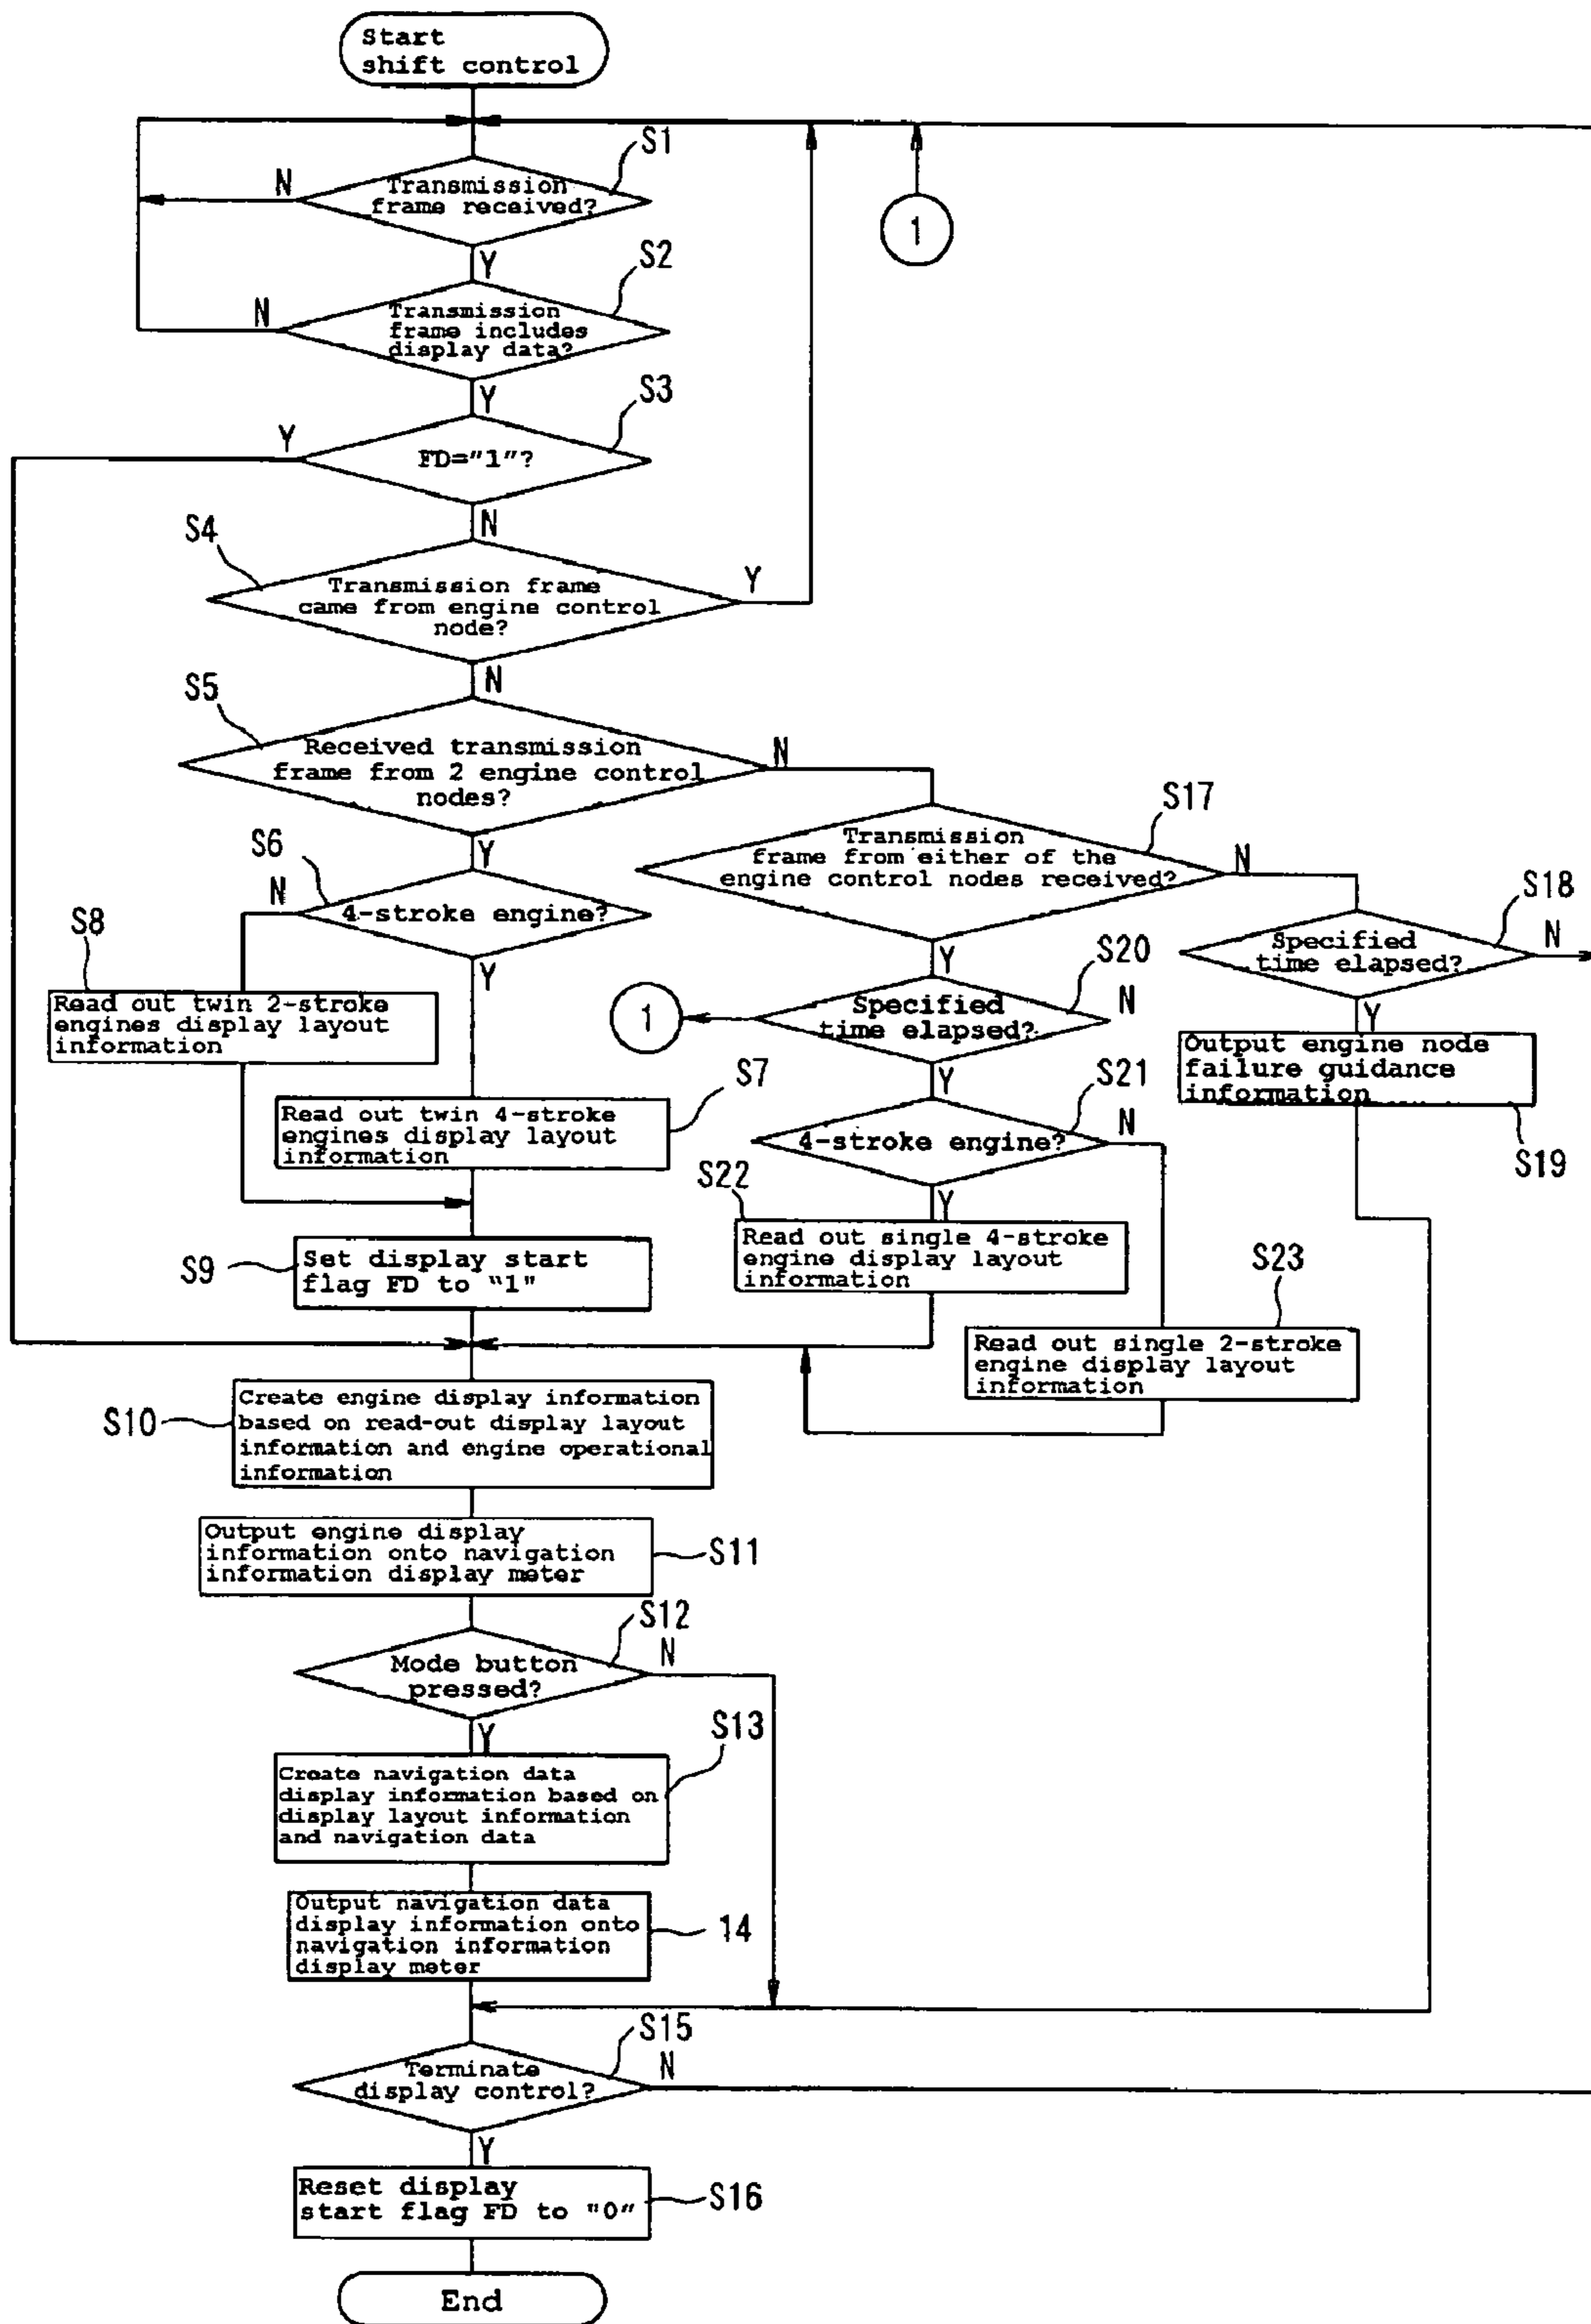 Start
shift control
S1
N
Transmission
frame received?
1
Y
S2
N
Transmission
frame includes
display data?
Y
S3
Y
FD="1"?
N
S4
Transmission frame
came from engine control
node?
Y
N
S5
Received transmission
frame from 2 engine control
nodes?
N
Y
S17
Transmission
frame from either of the
engine control nodes received?
N
Y
S6
N
4-stroke engine?
Y
S18
Specified
time elapsed?
N
Y
S8
Read out twin 2-stroke
engines display layout
information
S20
1
Specified
time elapsed?
N
Y
Output engine node
failure guidance
information
S19
S7
Read out twin 4-stroke
engines display layout
information
S21
4-stroke engine?
N
Y
S22
Read out single 4-stroke
engine display layout
information
S9
Set display start
flag FD to "1"
S23
Read out single 2-stroke
engine display layout
information
S10
Create engine display information
based on read-out display layout
information and engine operational
information
Output engine display
information onto navigation
information display meter
S11
S12
Mode button
pressed?
N
Y
S13
Create navigation data
display information based on
display layout information
and navigation data
Output navigation data
display information onto
navigation information
display meter
14
S15
Terminate
display control?
N
Y
Reset display
start flag FD to "0"
S16
End